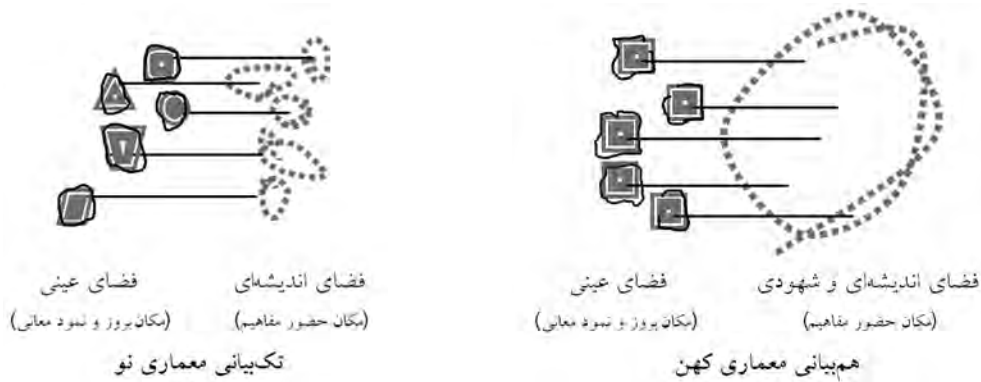 فضای اندیشه‌ای و شهودی
فضای عینی
(مکان حضور مفاهیم)
(مکان بروز و نمود معانی)
هم‌بیانی معماری کهن
فضای اندیشه‌ای
فضای عینی
(مکان حضور مفاهیم)
(مکان بروز و نمود معانی)
تک‌بیانی معماری نو